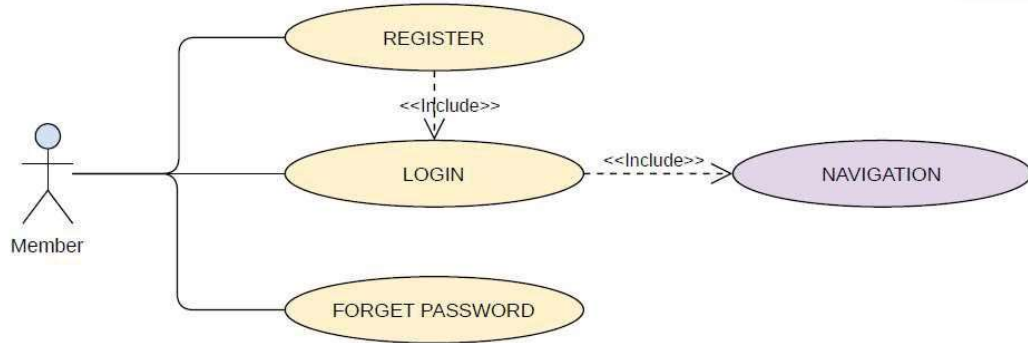 REGISTER
<<Include>>
LOGIN
<<Include>>
NAVIGATION
Member
FORGET PASSWORD